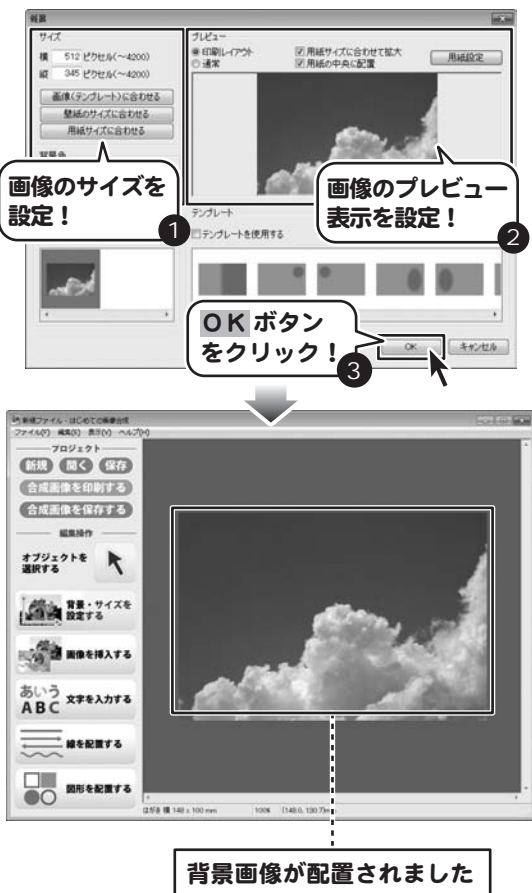 背景
サイズ
横 512 ピクセル(～4200)
縦 345 ピクセル(～4200)
画像(テンプレート)に合わせる
壁紙のサイズに合わせる
用紙サイズに合わせる
背景色
画像のサイズを
設定！
1
プレビュー
印刷レイアウト
通常
用紙サイズに合わせて拡大
用紙の中央に配置
用紙設定
画像のプレビュー
表示を設定！
2
テンプレート
テンプレートを使用する
ＯＫ ボタン
をクリック！
3
OK
キャンセル
新規ファイル - はじめての画像合成
ファイル(F) 編集(E) 表示(V) ヘルプ(H)
プロジェクト
新規 開く 保存
合成画像を印刷する
合成画像を保存する
編集操作
オブジェクトを
選択する
背景・サイズを
設定する
画像を挿入する
あいう
ABC
文字を入力する
線を配置する
図形を配置する
はがき 横 148 x 100 mm 100% (148.0, 130.7)mm
背景画像が配置されました